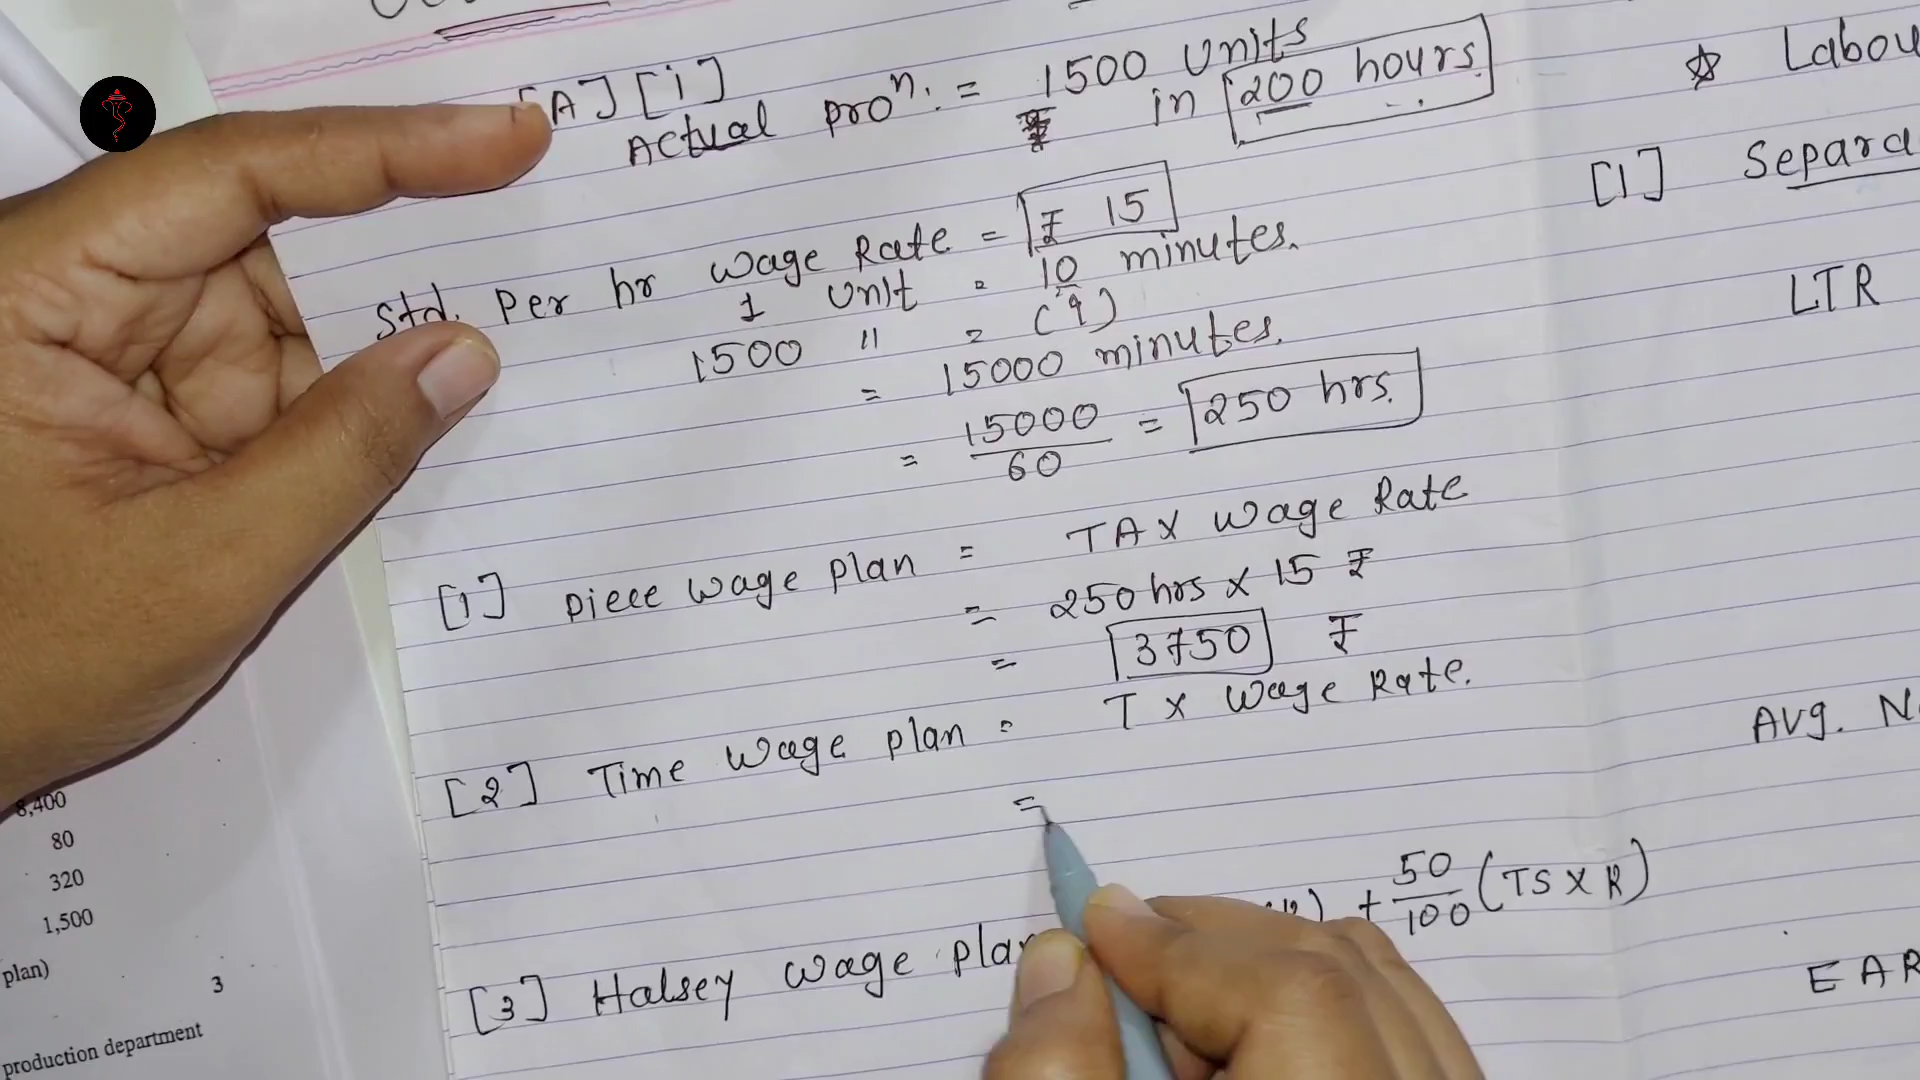 [A] [i]
Actual proⁿ. = 1500 Units
in 200 hours.
Std. Per hr wage Rate = ₹ 15
1 Unit = 10 minutes.
1500 " = (?)
= 15000 minutes.
= 15000/60 = 250 hrs.
[1] Piece wage plan = TA X wage Rate
= 250 hrs x 15 ₹
= 3750 ₹
[2] Time wage plan = T X wage Rate.
=
[3] Halsey wage plan + 50/100 (TS X R)
☆ Labou
[1] Separa
LTR
Avg. N
EAR
8,400
80
320
1,500
plan)
3
production department